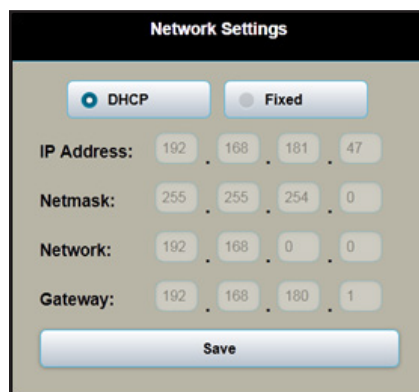 Network Settings
DHCP Fixed
IP Address: 192 . 168 . 181 . 47
Netmask: 255 . 255 . 254 . 0
Network: 192 . 168 . 0 . 0
Gateway: 192 . 168 . 180 . 1
Save